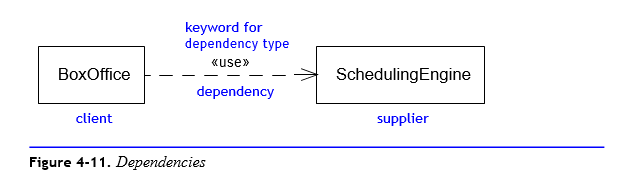 keyword for
dependency type
«use»
BoxOffice
SchedulingEngine
dependency
client
supplier
Figure 4-11. Dependencies